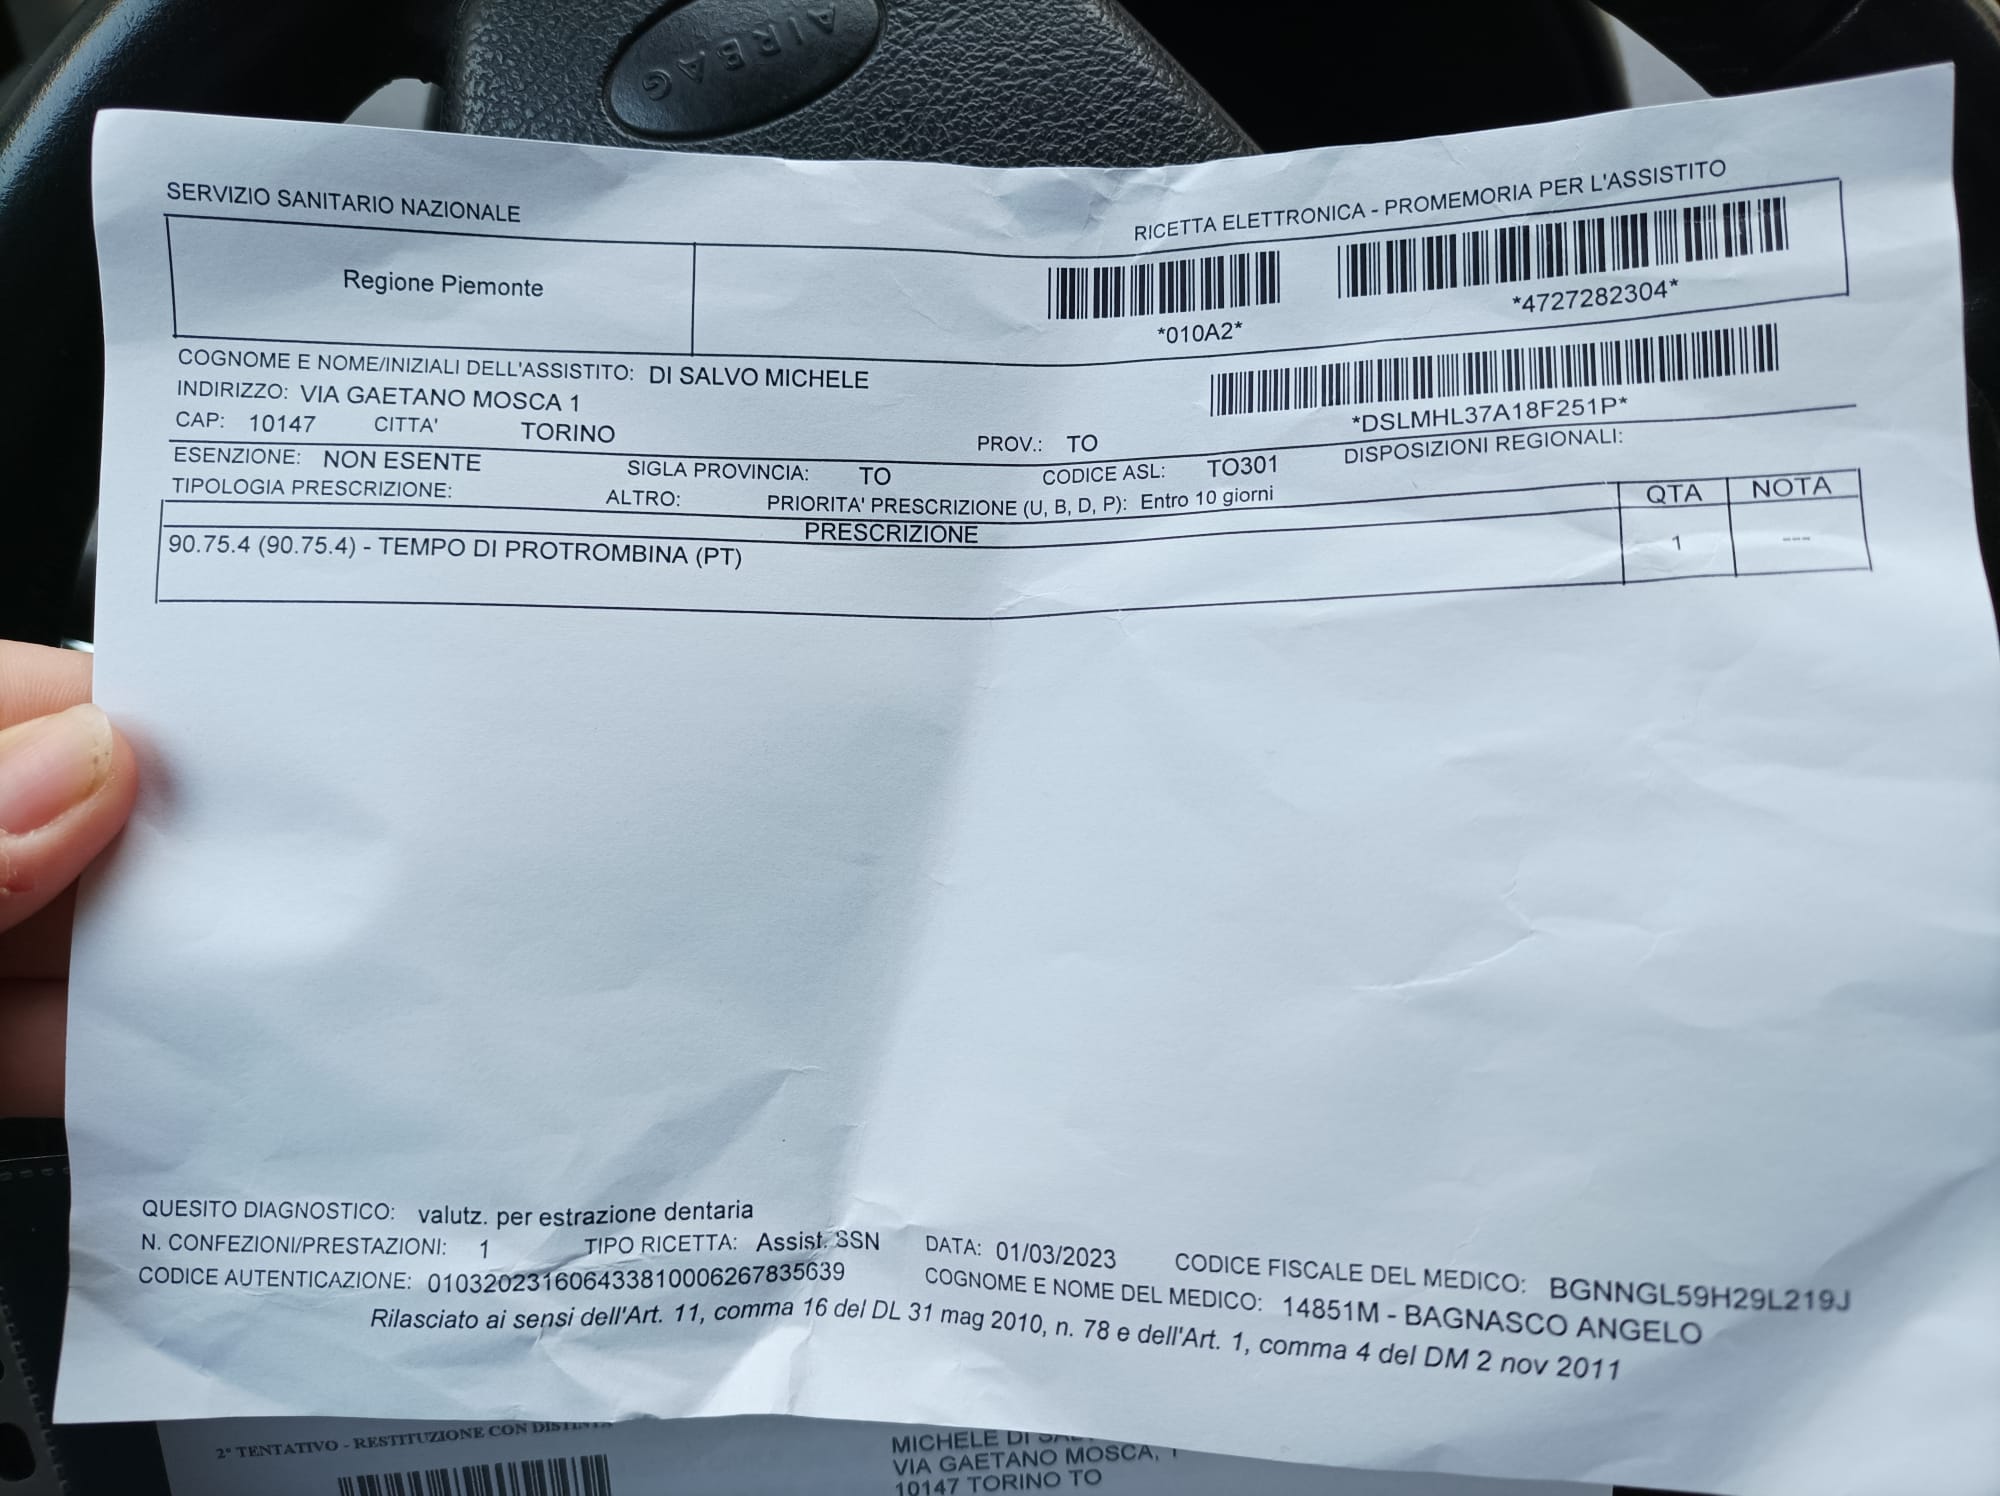 AIRBAG
SERVIZIO SANITARIO NAZIONALE
RICETTA ELETTRONICA - PROMEMORIA PER L'ASSISTITO
Regione Piemonte
*010A2*
*4727282304*
COGNOME E NOME/INIZIALI DELL'ASSISTITO: DI SALVO MICHELE
*DSLMHL37A18F251P*
INDIRIZZO: VIA GAETANO MOSCA 1
CAP: 10147 CITTA' TORINO PROV.: TO
ESENZIONE: NON ESENTE SIGLA PROVINCIA: TO CODICE ASL: TO301 DISPOSIZIONI REGIONALI:
TIPOLOGIA PRESCRIZIONE: ALTRO: PRIORITA' PRESCRIZIONE (U, B, D, P): Entro 10 giorni
PRESCRIZIONE QTA NOTA
90.75.4 (90.75.4) - TEMPO DI PROTROMBINA (PT) 1 ---
QUESITO DIAGNOSTICO: valutz. per estrazione dentaria
N. CONFEZIONI/PRESTAZIONI: 1 TIPO RICETTA: Assist. SSN DATA: 01/03/2023 CODICE FISCALE DEL MEDICO: BGNNGL59H29L219J
CODICE AUTENTICAZIONE: 010320231606433810006267835639 COGNOME E NOME DEL MEDICO: 14851M - BAGNASCO ANGELO
Rilasciato ai sensi dell'Art. 11, comma 16 del DL 31 mag 2010, n. 78 e dell'Art. 1, comma 4 del DM 2 nov 2011
2° TENTATIVO - RESTITUZIONE CON DISTINTA
MICHELE DI
VIA GAETANO MOSCA, 1
10147 TORINO TO